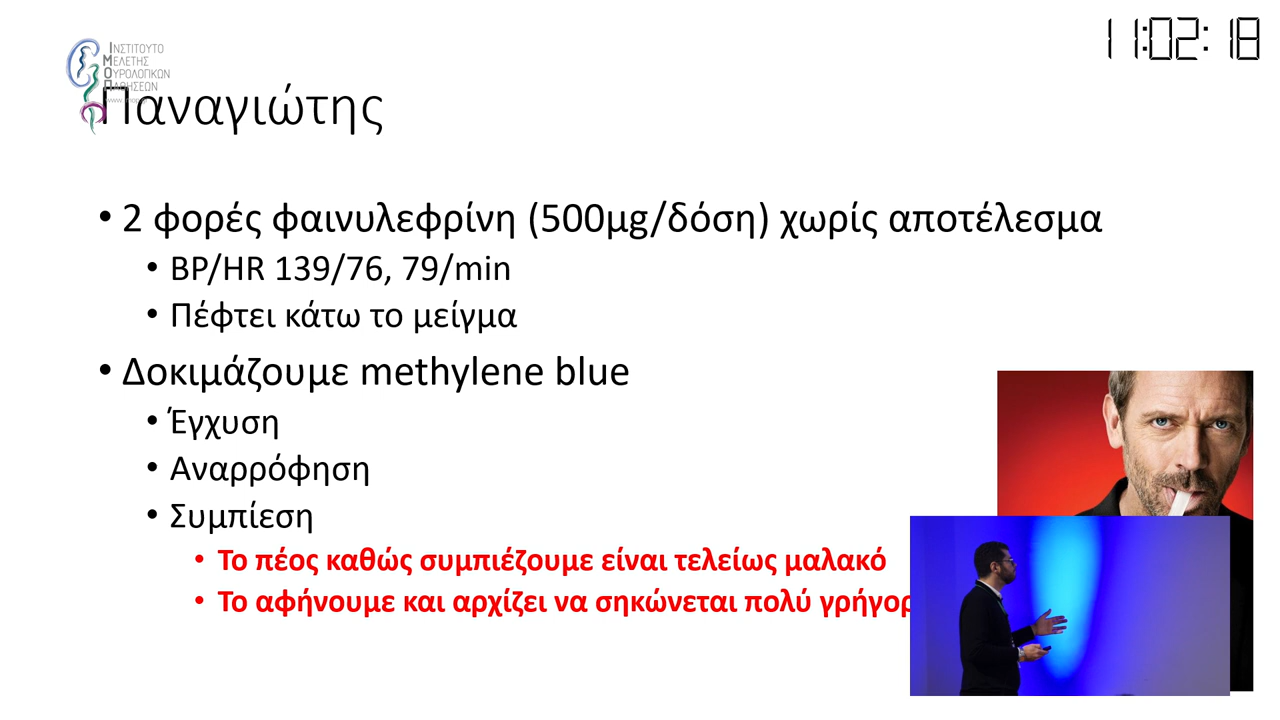 11:02:18
ΙΝΣΤΙΤΟΥΤΟ
ΜΕΛΕΤΗΣ
ΟΥΡΟΛΟΓΙΚΩΝ
ΠΑΘΗΣΕΩΝ
Παναγιώτης
• 2 φορές φαινυλεφρίνη (500μg/δόση) χωρίς αποτέλεσμα
• BP/HR 139/76, 79/min
• Πέφτει κάτω το μείγμα
• Δοκιμάζουμε methylene blue
• Έγχυση
• Αναρρόφηση
• Συμπίεση
• Το πέος καθώς συμπιέζουμε είναι τελείως μαλακό
• Το αφήνουμε και αρχίζει να σηκώνεται πολύ γρήγορ